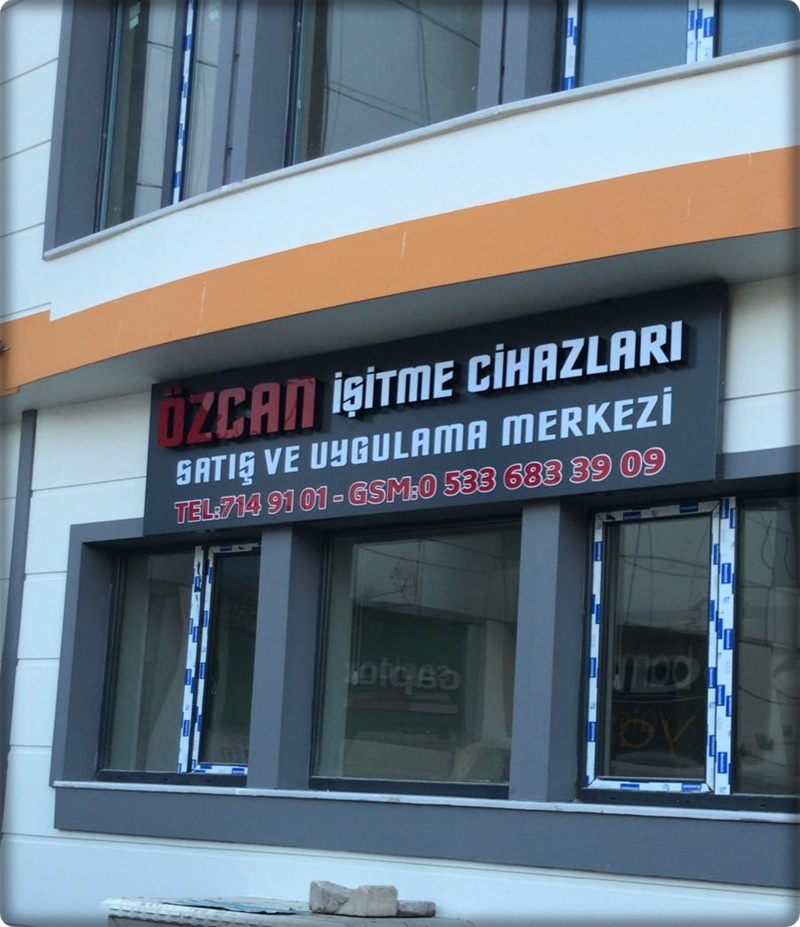 ÖZCAN İŞİTME CİHAZLARI
SATIŞ VE UYGULAMA MERKEZİ
TEL:714 91 01 - GSM:0 533 683 39 09